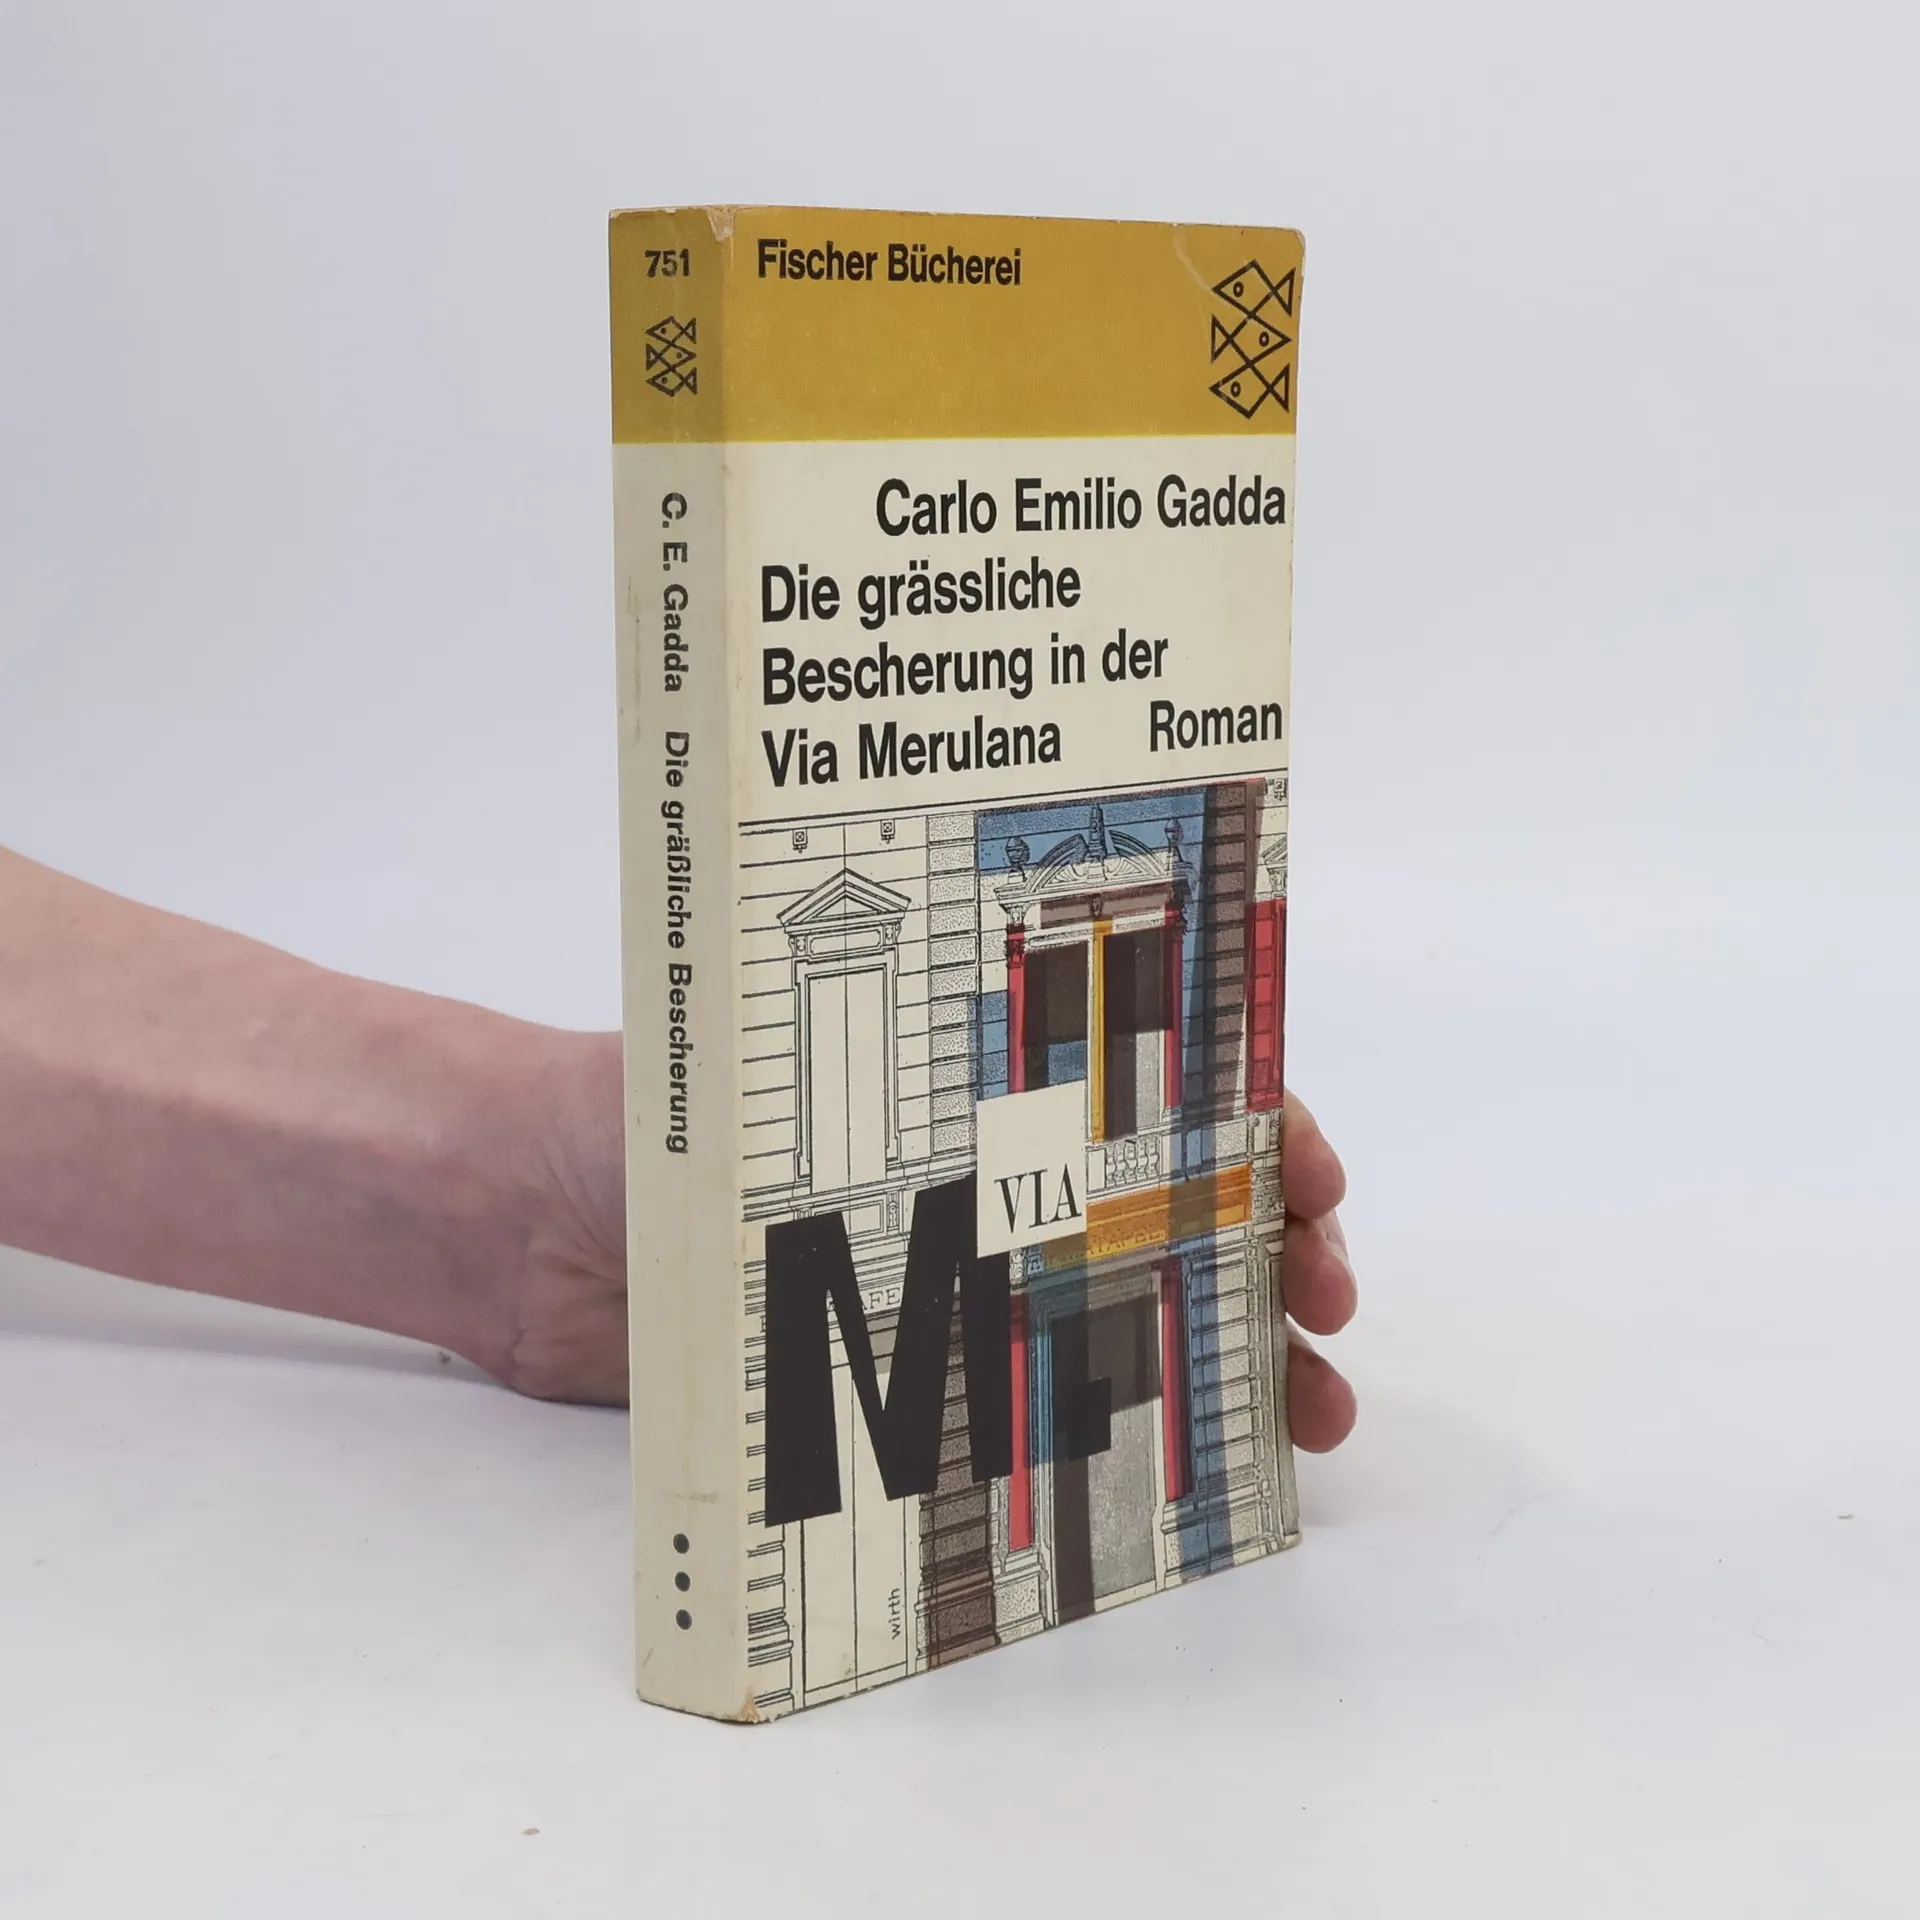 751
C. E. Gadda Die gräßliche Bescherung
Fischer Bücherei
Carlo Emilio Gadda
Die grässliche
Bescherung in der
Via Merulana Roman
VIA
M.
wirth